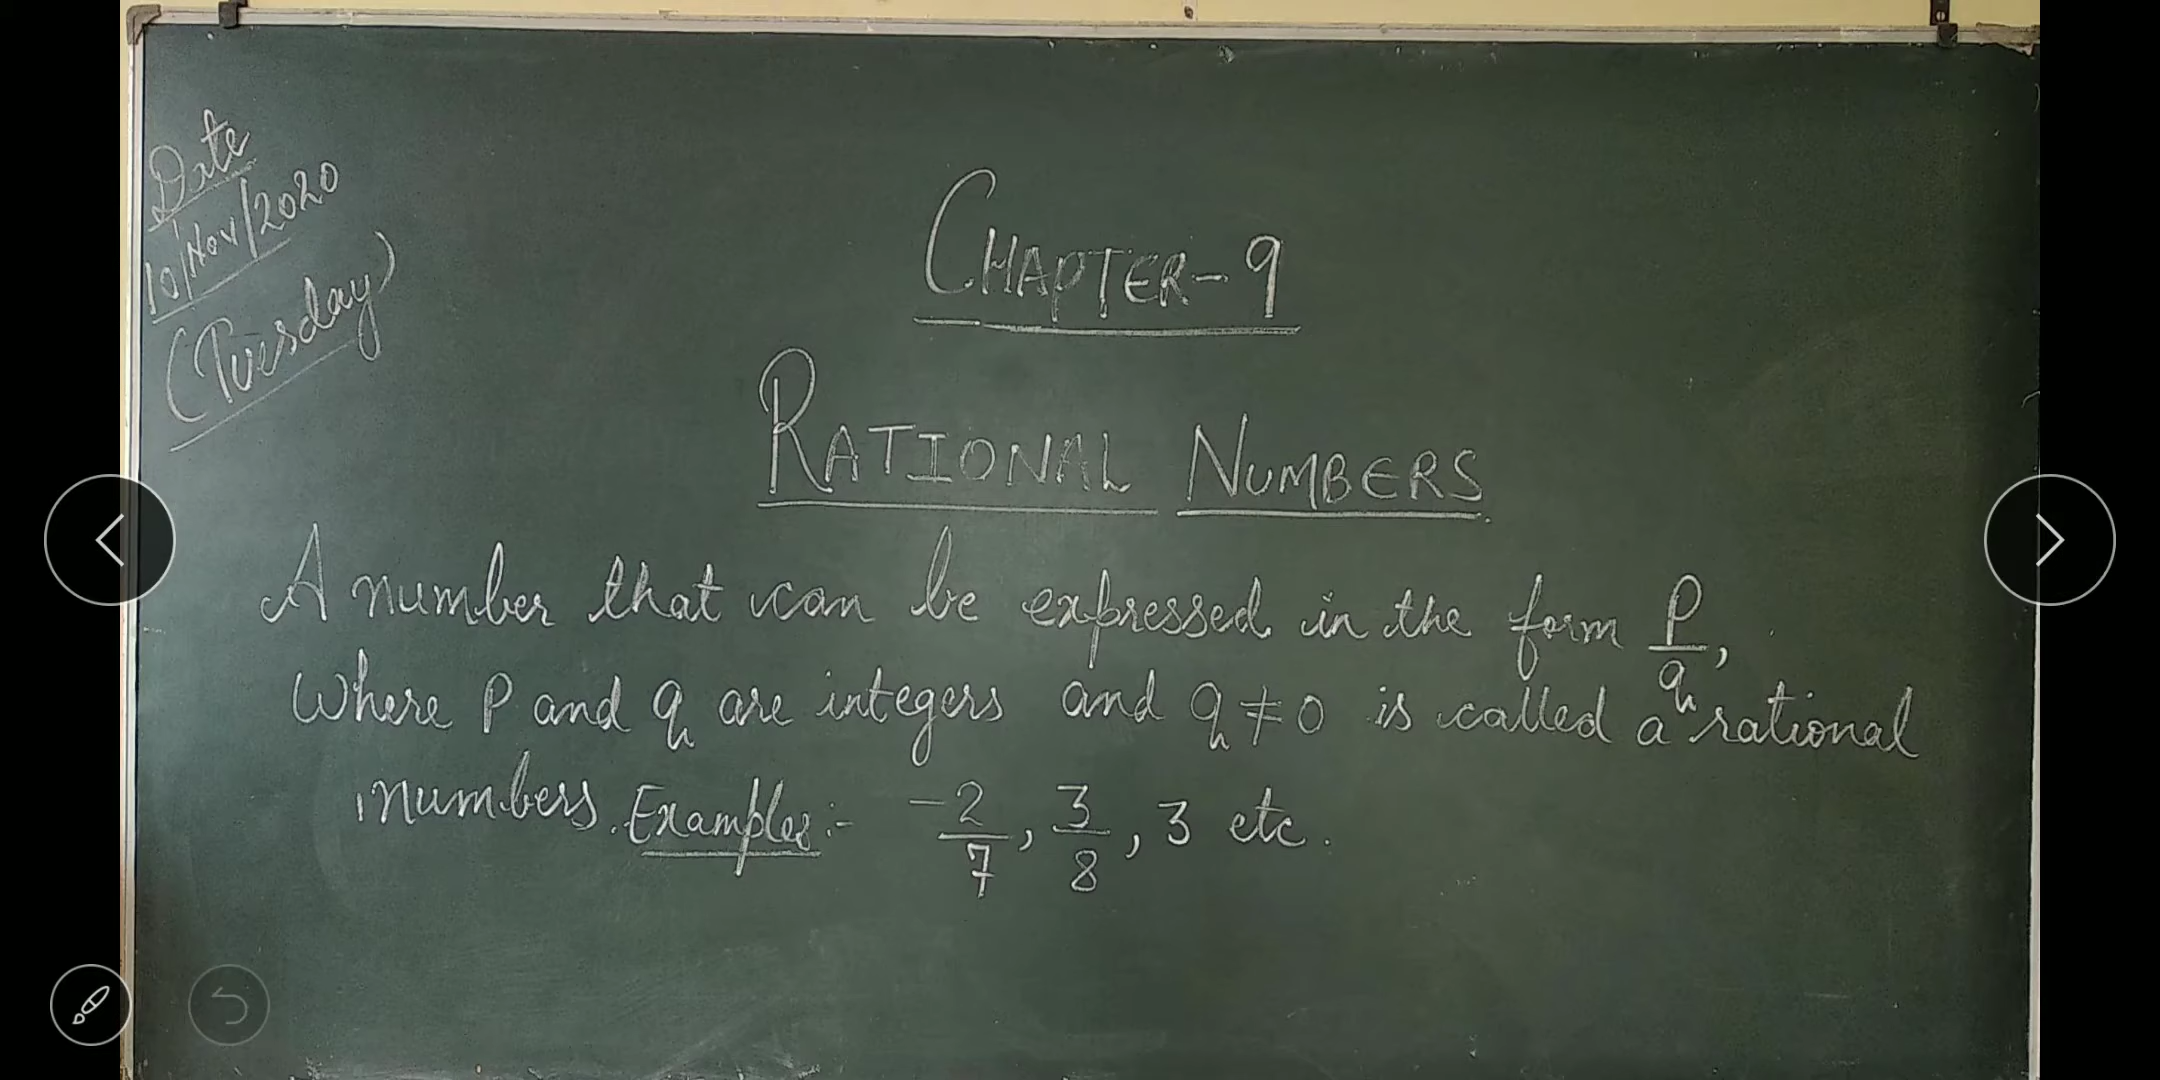 Date
10/Nov/2020
(Tuesday)
CHAPTER-9
RATIONAL NUMBERS
A number that can be expressed in the form P/q,
where P and q are integers and q ≠ 0 is called a rational
numbers. Examples:- -2/7, 3/8, 3 etc.